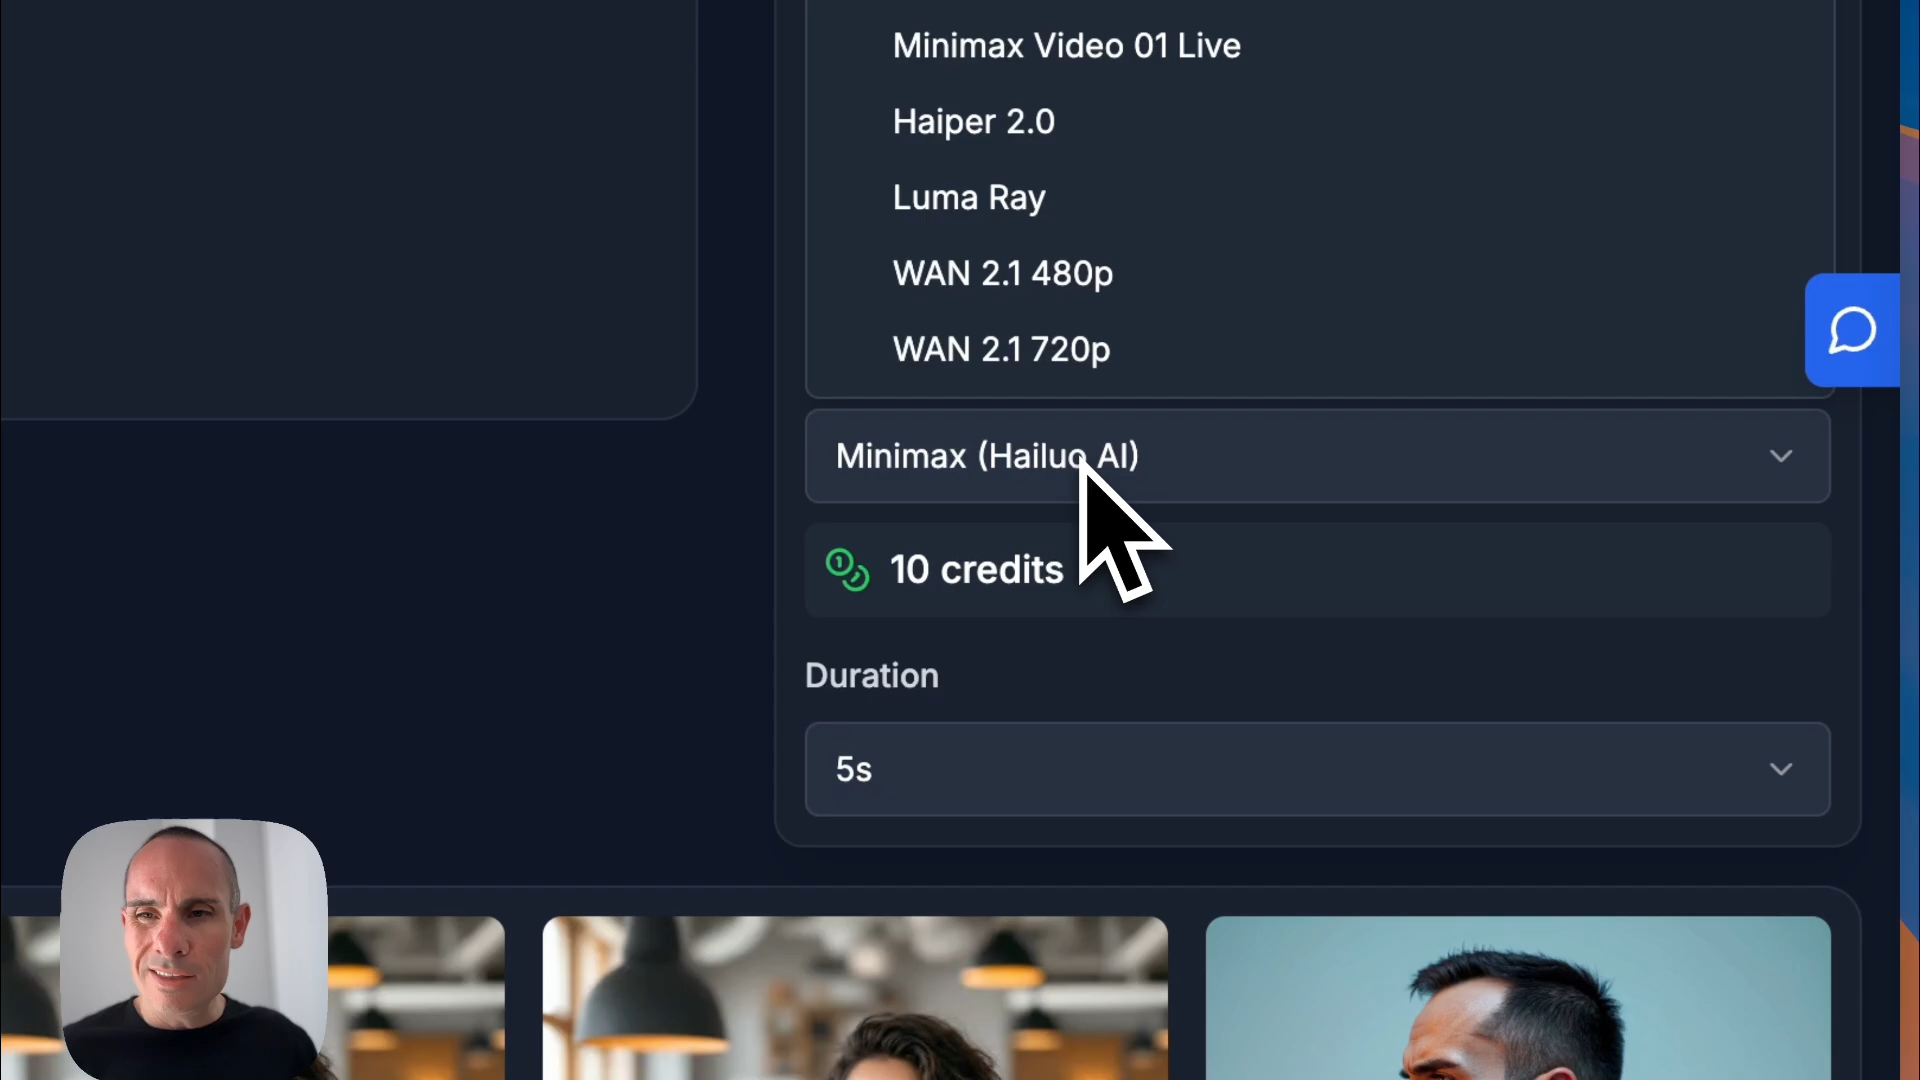 Minimax Video 01 Live
Haiper 2.0
Luma Ray
WAN 2.1 480p
WAN 2.1 720p
Minimax (Hailuo AI)
10 credits
Duration
5s